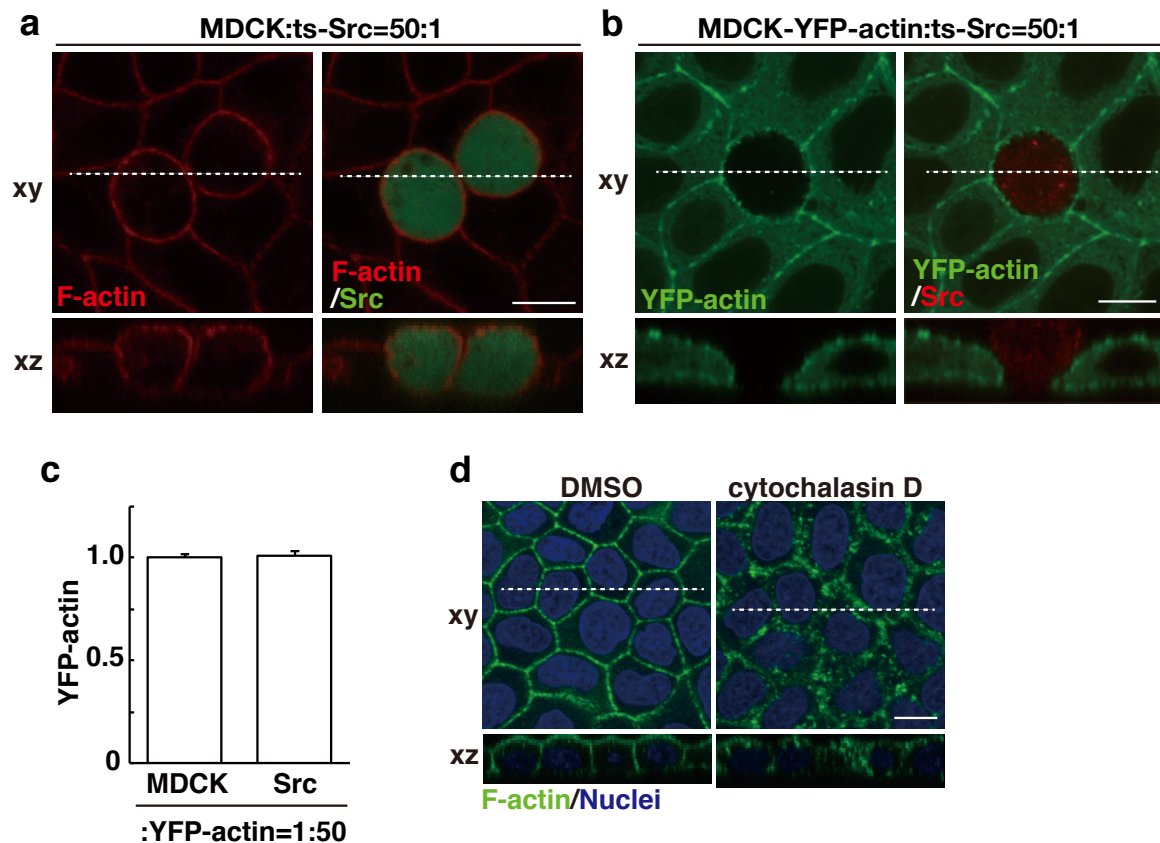 a
MDCK:ts-Src=50:1
xy
F-actin
F-actin
/Src
xz
b
MDCK-YFP-actin:ts-Src=50:1
xy
YFP-actin
YFP-actin
/Src
xz
c
YFP-actin
1.0
0.5
0
MDCK Src
:YFP-actin=1:50
d
DMSO cytochalasin D
xy
xz
F-actin/Nuclei